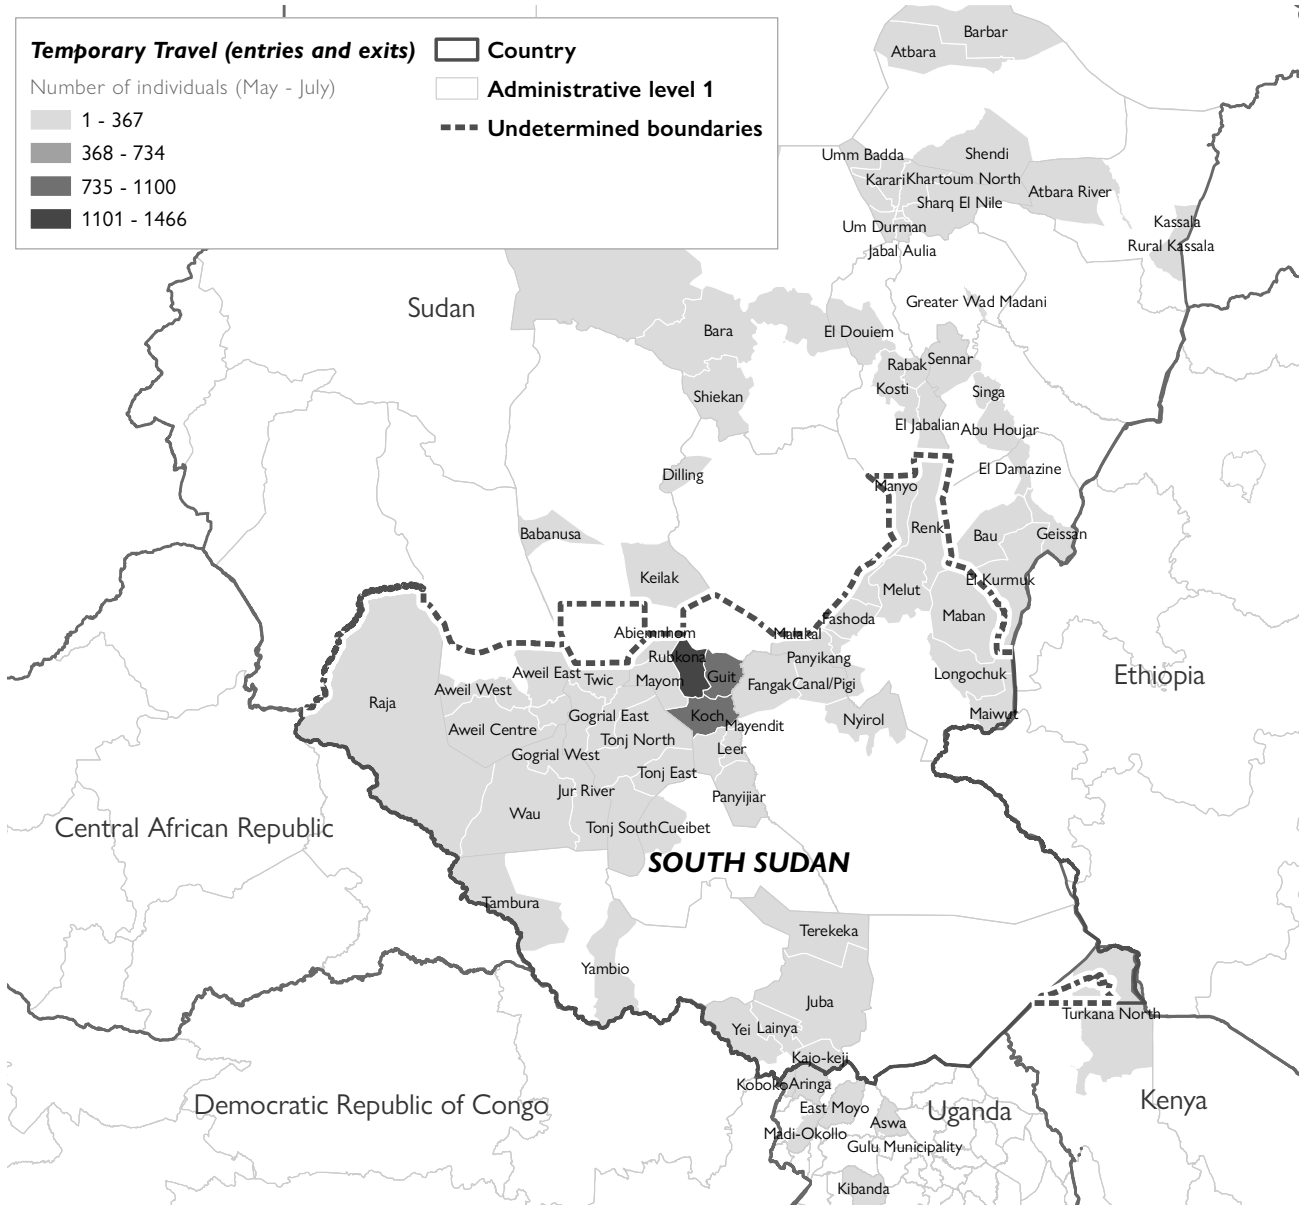 Temporary Travel (entries and exits)
Number of individuals (May - July)
1 - 367
368 - 734
735 - 1100
1101 - 1466
Country
Administrative level 1
Undetermined boundaries
Barbar
Atbara
Umm Badda
Shendi
Karari
Khartoum North
Atbara River
Sharq El Nile
Um Durman
Kassala
Jabal Aulia
Rural Kassala
Sudan
Greater Wad Madani
Bara
El Douiem
Rabak
Sennar
Shiekan
Kosti
Singa
El Jabalian
Abu Houjar
Dilling
El Damazine
Manyo
Babanusa
Renk
Bau
Geissan
Keilak
El Kurmuk
Melut
Maban
Fashoda
Abiemnhom
Malakal
Rubkona
Panyikang
Aweil East
Twic
Mayom
Guit
Fangak
Canal/Pigi
Longochuk
Ethiopia
Aweil West
Raja
Gogrial East
Koch
Mayendit
Nyirol
Maiwut
Aweil Centre
Tonj North
Leer
Gogrial West
Tonj East
Jur River
Panyijiar
Wau
Tonj South
Cueibet
Central African Republic
SOUTH SUDAN
Tambura
Terekeka
Yambio
Juba
Turkana North
Yei
Lainya
Kajo-keji
Koboko
Aringa
Democratic Republic of Congo
East Moyo
Uganda
Kenya
Aswa
Madi-Okollo
Gulu Municipality
Kibanda